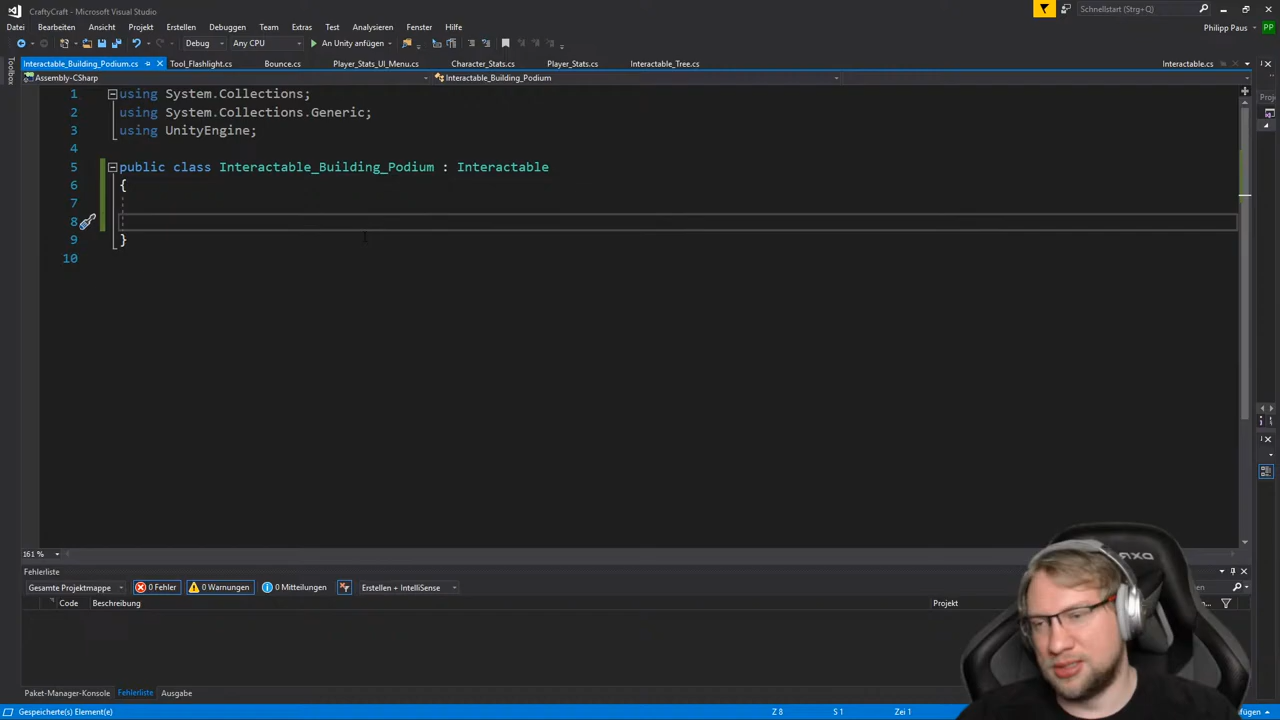 CraftyCraft - Microsoft Visual Studio
Schnellstart (Strg+Q)
Datei Bearbeiten Ansicht Projekt Erstellen Debuggen Team Extras Test Analysieren Fenster Hilfe
Philipp Paus PP
Debug Any CPU An Unity anfügen
Interactable_Building_Podium.cs Tool_Flashlight.cs Bounce.cs Player_Stats_UI_Menu.cs Character_Stats.cs Player_Stats.cs Interactable_Tree.cs Interactable.cs
Toolbox
Assembly-CSharp Interactable_Building_Podium
Proj
1 using System.Collections;
2 using System.Collections.Generic;
3 using UnityEngine;
4
5 public class Interactable_Building_Podium : Interactable
6 {
7
8
9 }
10
161 %
Fehlerliste
Gesamte Projektmappe 0 Fehler 0 Warnungen 0 Mitteilungen Erstellen + IntelliSense
Code Beschreibung Projekt
Paket-Manager-Konsole Fehlerliste Ausgabe
Gespeicherte(s) Element(e) Z 8 S 1 Zei 1